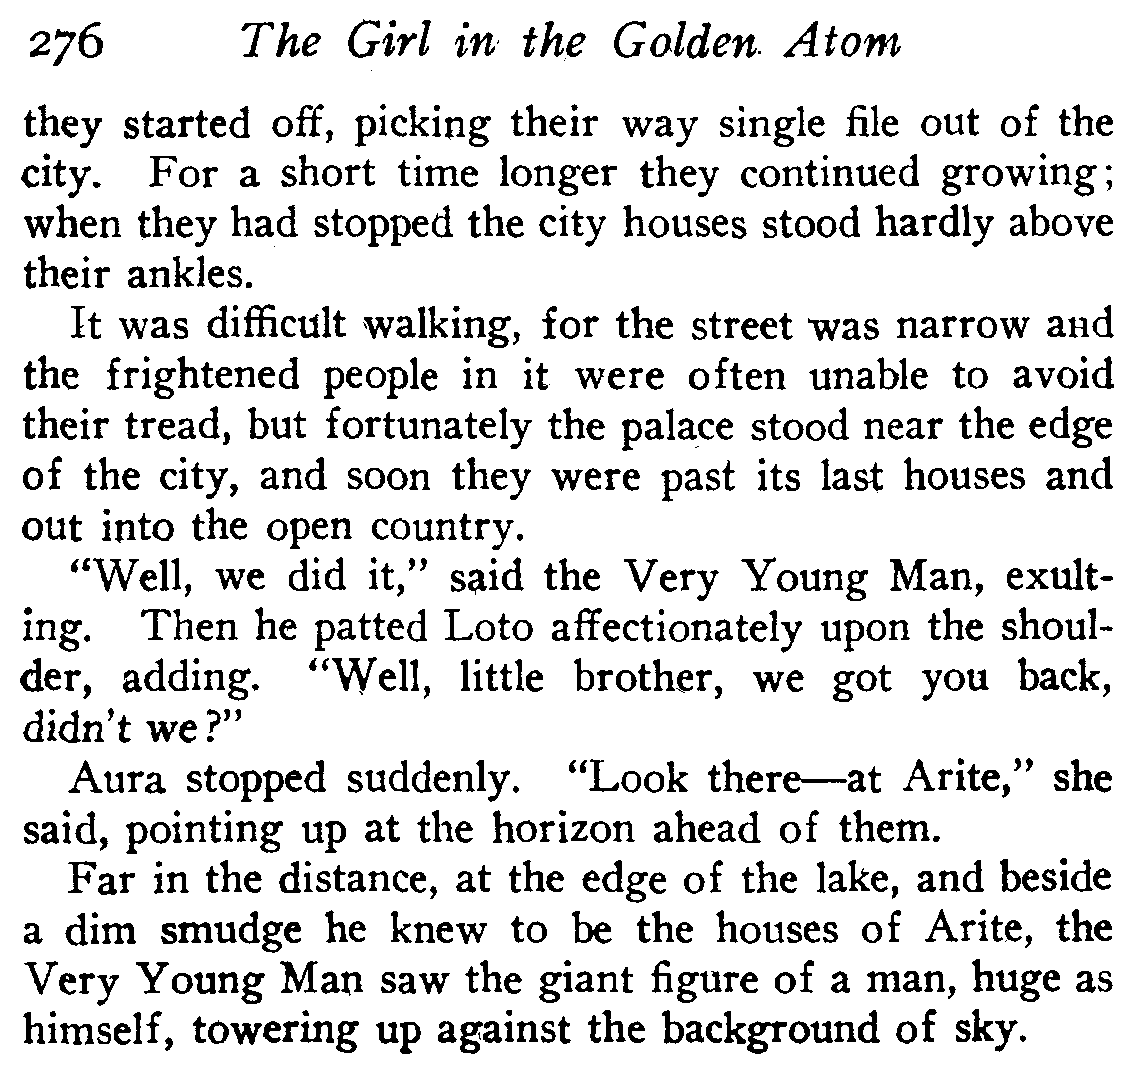 276 The Girl in the Golden Atom
they started off, picking their way single file out of the
city. For a short time longer they continued growing;
when they had stopped the city houses stood hardly above
their ankles.
It was difficult walking, for the street was narrow and
the frightened people in it were often unable to avoid
their tread, but fortunately the palace stood near the edge
of the city, and soon they were past its last houses and
out into the open country.
"Well, we did it," said the Very Young Man, exult-
ing. Then he patted Loto affectionately upon the shoul-
der, adding. "Well, little brother, we got you back,
didn't we?"
Aura stopped suddenly. "Look there—at Arite," she
said, pointing up at the horizon ahead of them.
Far in the distance, at the edge of the lake, and beside
a dim smudge he knew to be the houses of Arite, the
Very Young Man saw the giant figure of a man, huge as
himself, towering up against the background of sky.